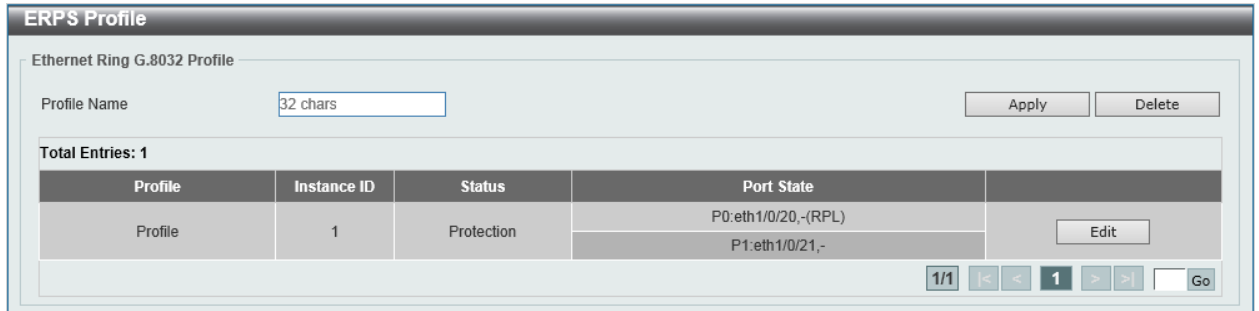 ERPS Profile
Ethernet Ring G.8032 Profile
Profile Name 32 chars Apply Delete
Total Entries: 1
Profile Instance ID Status Port State
Profile 1 Protection P0:eth1/0/20,-(RPL) Edit
P1:eth1/0/21,-
1/1 |< < 1 > >| Go